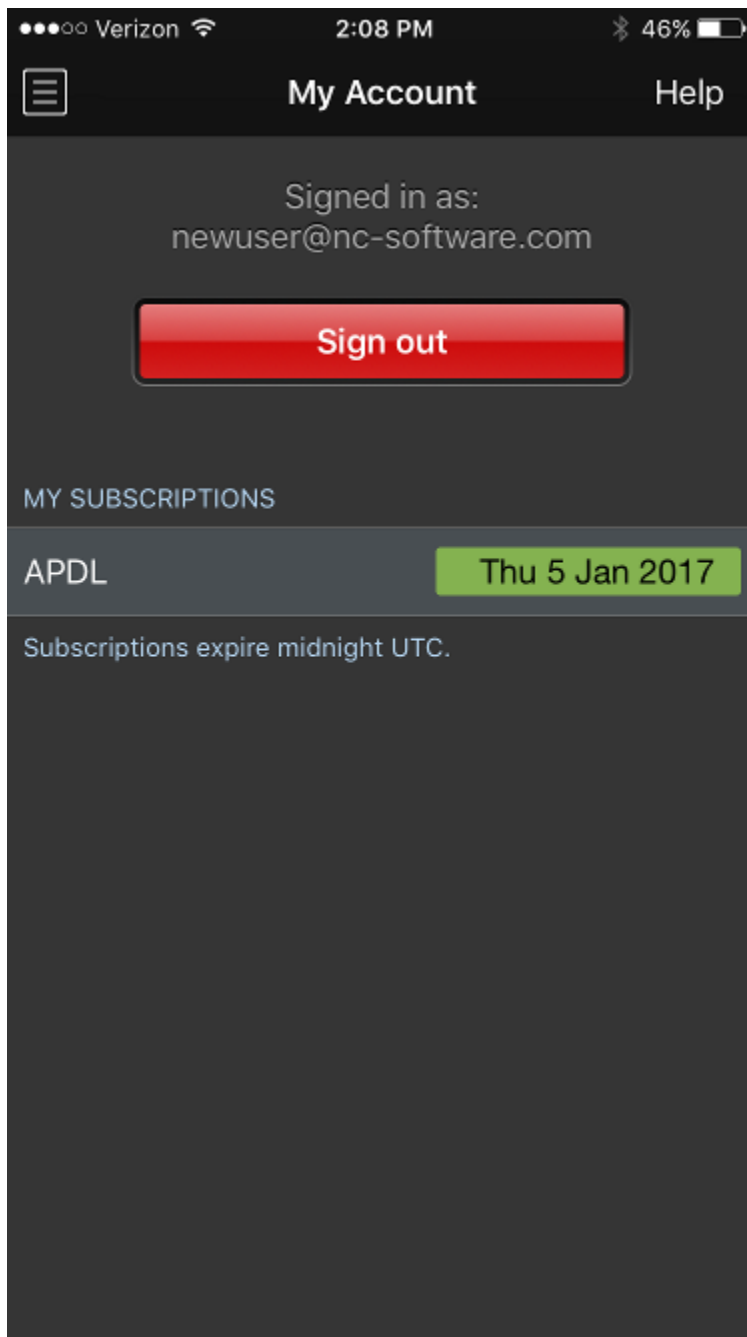 Verizon 2:08 PM 46%
My Account Help
Signed in as:
newuser@nc-software.com
Sign out
MY SUBSCRIPTIONS
APDL Thu 5 Jan 2017
Subscriptions expire midnight UTC.